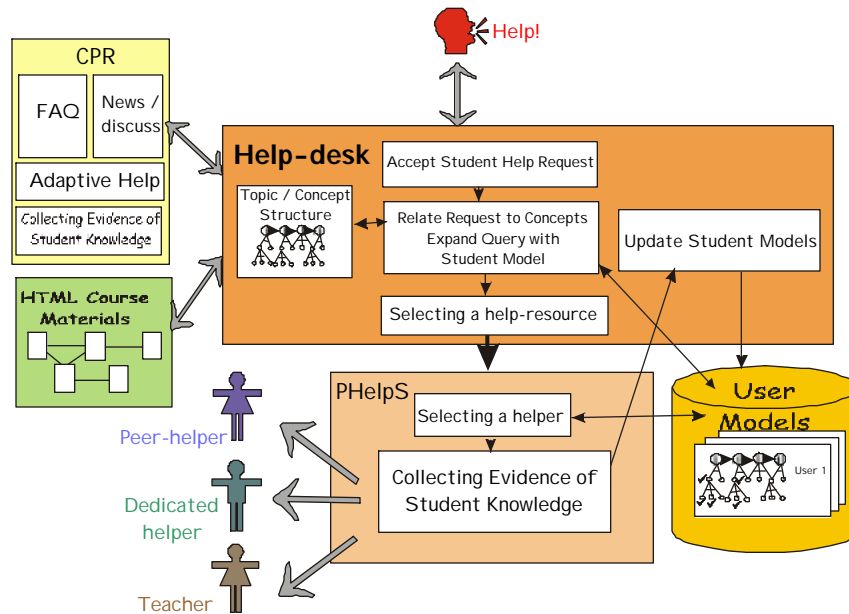 Help!
CPR
FAQ
News /
discuss
Adaptive Help
Collecting Evidence of
Student Knowledge
HTML Course
Materials
Help-desk
Accept Student Help Request
Topic / Concept
Structure
Relate Request to Concepts
Expand Query with
Student Model
Update Student Models
Selecting a help-resource
PHelpS
Selecting a helper
Collecting Evidence of
Student Knowledge
User
Models
User 1
Peer-helper
Dedicated
helper
Teacher